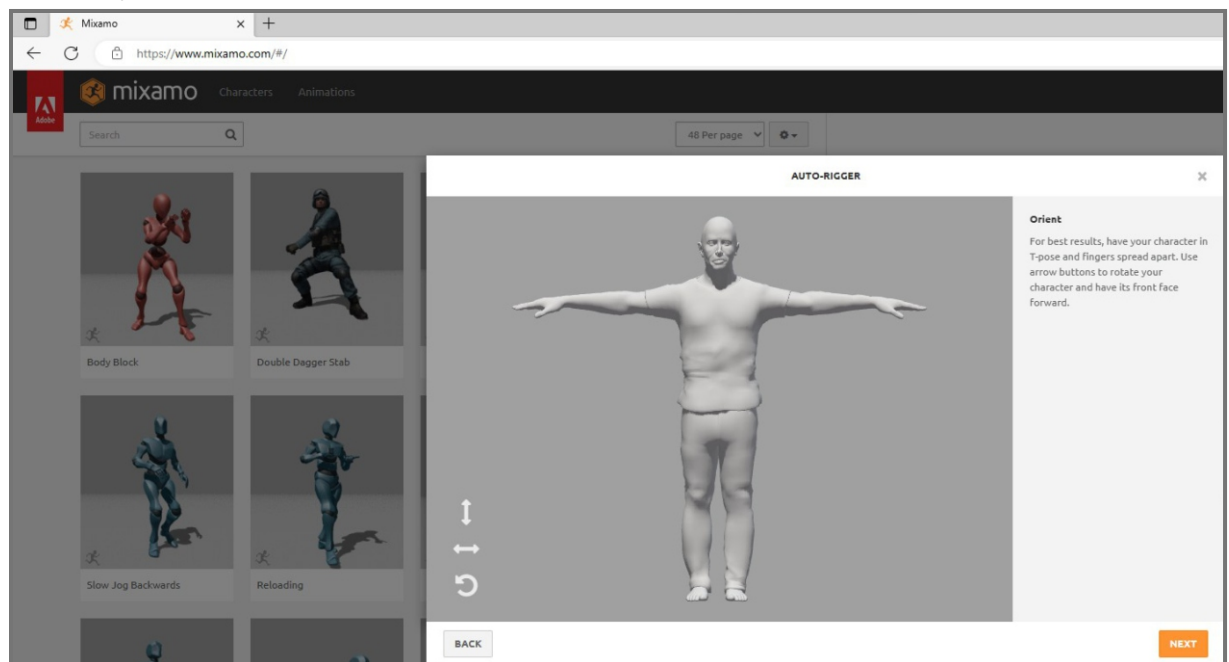 Mixamo
https://www.mixamo.com/#/
Adobe
mixamo
Characters
Animations
Search
48 Per page
AUTO-RIGGER
Orient
For best results, have your character in
T-pose and fingers spread apart. Use
arrow buttons to rotate your
character and have its front face
forward.
Body Block
Double Dagger Stab
Slow Jog Backwards
Reloading
BACK
NEXT